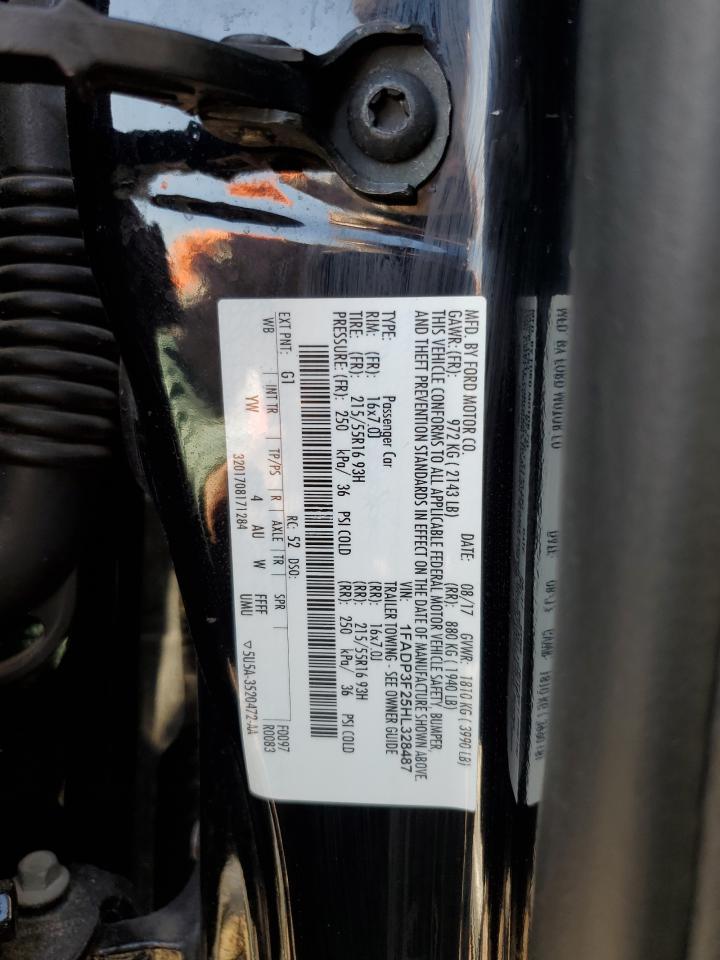 MFD. BY FORD MOTOR CO. DATE: 08/17 GVWR: 1810 KG ( 3990 LB)
GAWR: (FR): 972 KG ( 2143 LB) (RR): 880 KG ( 1940 LB)
THIS VEHICLE CONFORMS TO ALL APPLICABLE FEDERAL MOTOR VEHICLE SAFETY, BUMPER,
AND THEFT PREVENTION STANDARDS IN EFFECT ON THE DATE OF MANUFACTURE SHOWN ABOVE.
VIN: 1FADP3F25HL328487
TYPE: Passenger Car TRAILER TOWING - SEE OWNER GUIDE
RIM: (FR): 16x7.0J (RR): 16x7.0J
TIRE: (FR): 215/55R16 93H (RR): 215/55R16 93H
PRESSURE: (FR): 250 kPa/ 36 PSI COLD (RR): 250 kPa/ 36 PSI COLD
RC: 52 DSO: F0097
EXT PNT: G1 INT TR TP/PS R AXLE TR SPR R0083
WB YW 4 AU W FFFF
UMU
3201708171284 ▽5U5A-3520472-AA